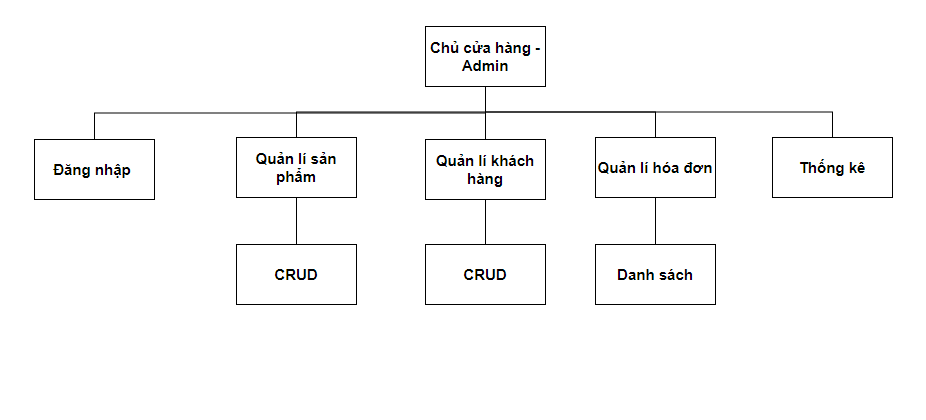 Chủ cửa hàng -
Admin
Đăng nhập
Quản lí sản
phẩm
Quản lí khách
hàng
Quản lí hóa đơn
Thống kê
CRUD
CRUD
Danh sách